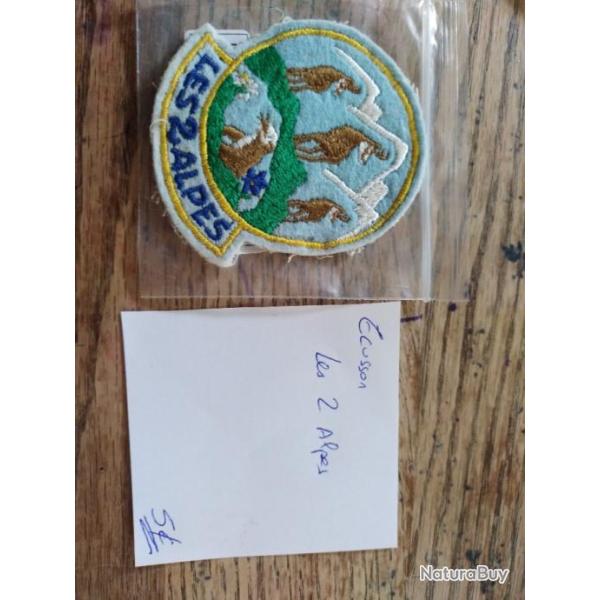 LES 2 ALPES
Écusson
Les 2 Alpes
5€
NaturaBuy